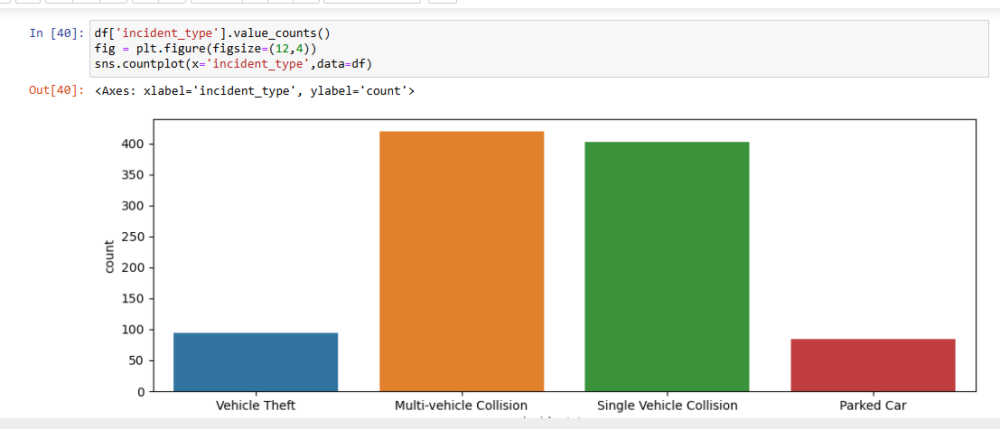 In [40]: df['incident_type'].value_counts()
fig = plt.figure(figsize=(12,4))
sns.countplot(x='incident_type',data=df)
Out[40]: <Axes: xlabel='incident_type', ylabel='count'>
400
350
300
250
200
150
100
50
0
count
Vehicle Theft Multi-vehicle Collision Single Vehicle Collision Parked Car